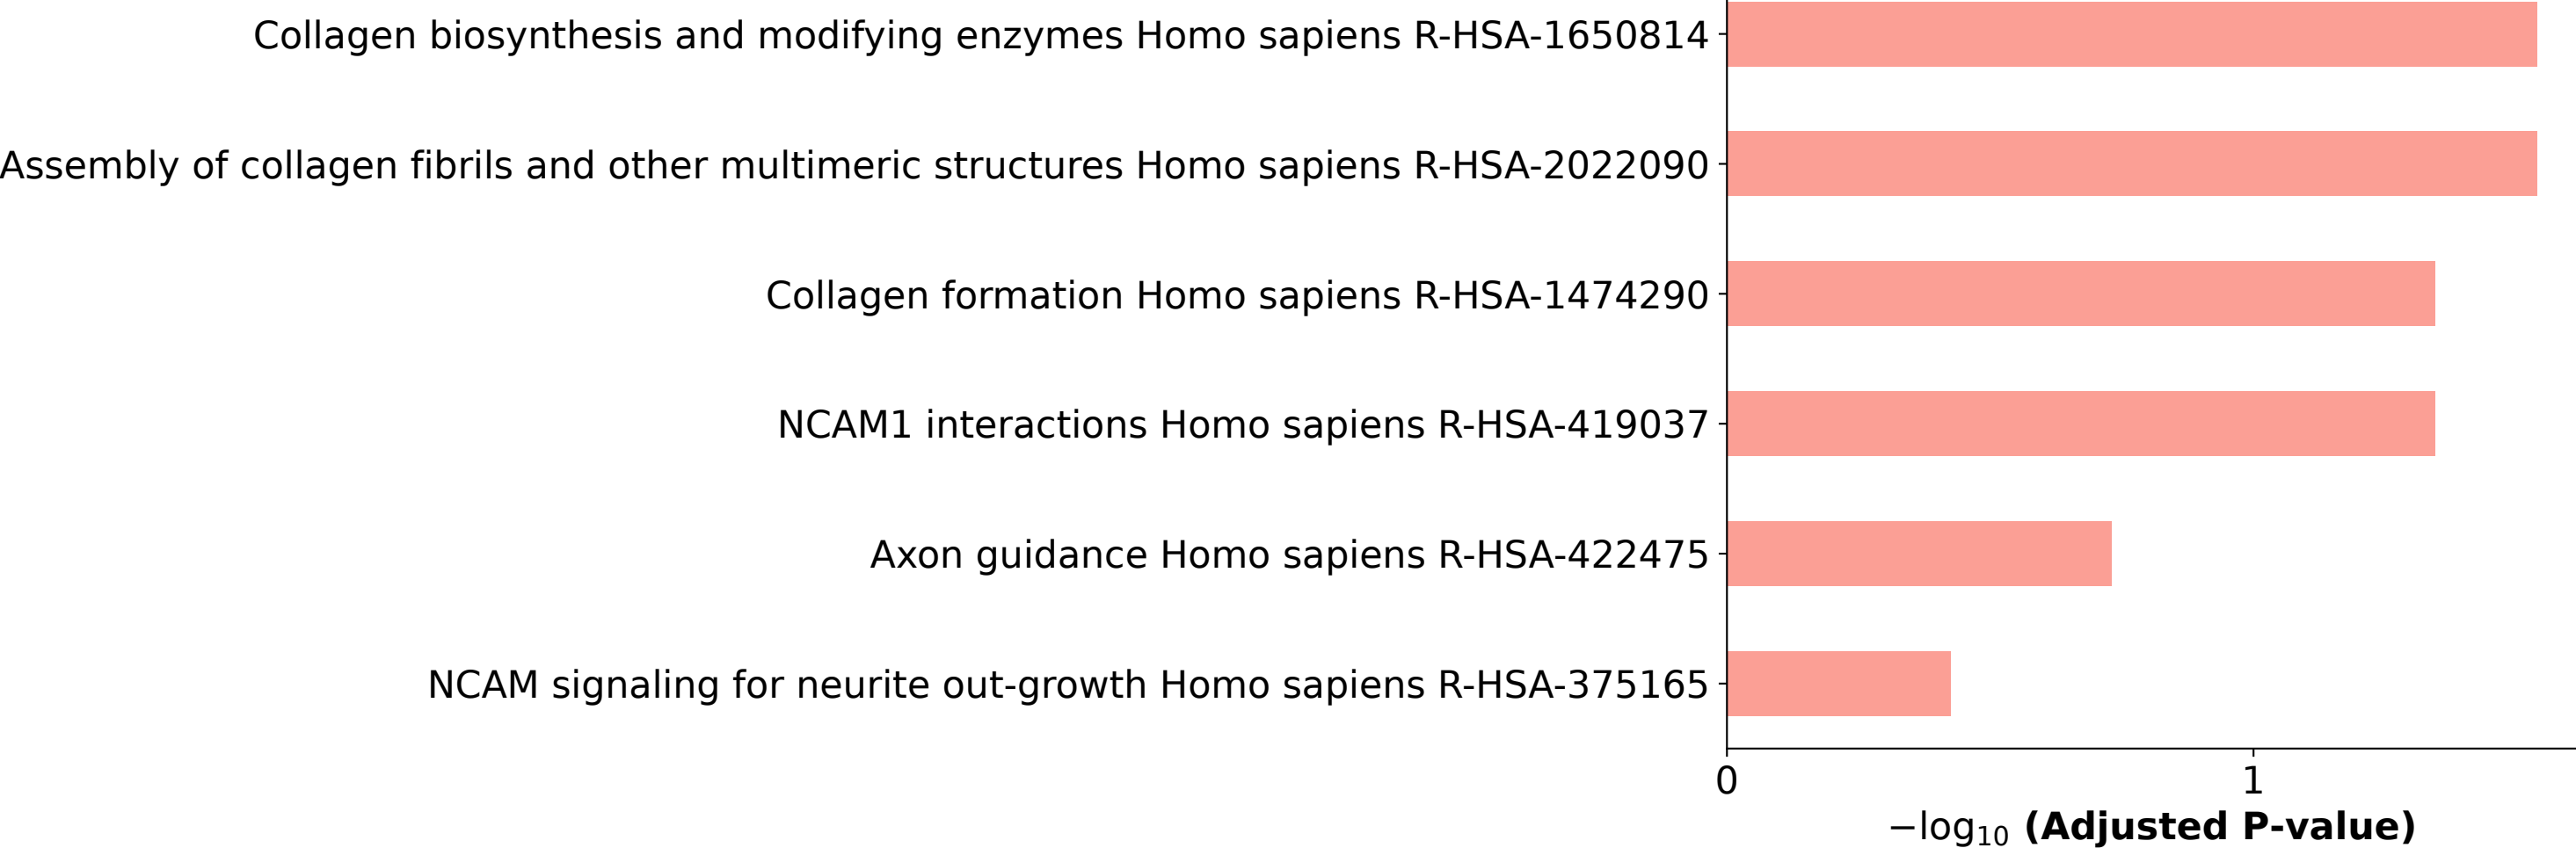 Collagen biosynthesis and modifying enzymes Homo sapiens R-HSA-1650814
Assembly of collagen fibrils and other multimeric structures Homo sapiens R-HSA-2022090
Collagen formation Homo sapiens R-HSA-1474290
NCAM1 interactions Homo sapiens R-HSA-419037
Axon guidance Homo sapiens R-HSA-422475
NCAM signaling for neurite out-growth Homo sapiens R-HSA-375165
0 1
−log₁₀ (Adjusted P-value)